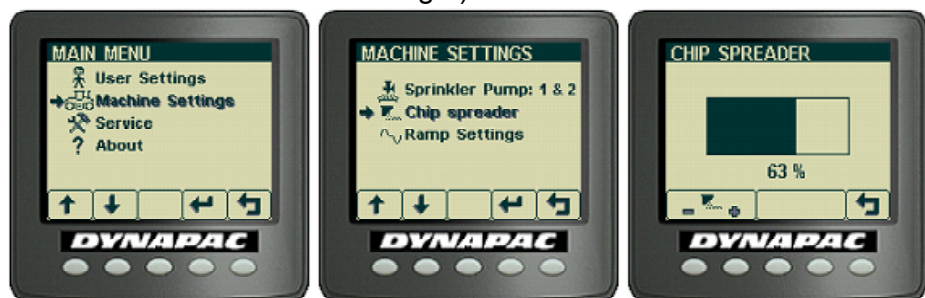 MAIN MENU
User Settings
Machine Settings
Service
? About
DYNAPAC
MACHINE SETTINGS
Sprinkler Pump: 1 & 2
Chip spreader
Ramp Settings
DYNAPAC
CHIP SPREADER
63 %
- +
DYNAPAC